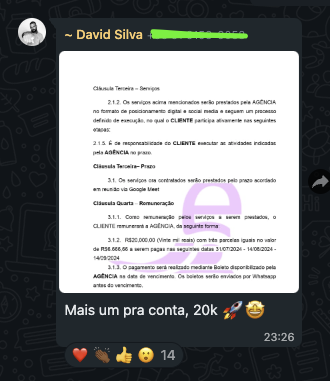 ~ David Silva
Cláusula Terceira – Serviços
2.1.2. Os serviços acima mencionados serão prestados pela AGÊNCIA
no formato de posicionamento digital e social media e seguem um processo
definido de execução, no qual o CLIENTE participa ativamente nas seguintes
etapas:
2.1.5. É de responsabilidade do CLIENTE executar as atividades indicadas
pela AGÊNCIA no prazo.
Cláusula Terceira– Prazo
3.1. Os serviços ora contratados serão prestados pelo prazo acordado
em reunião via Google Meet
Cláusula Quarta - Remuneração
3.1.1. Como remuneração pelos serviços a serem prestados, o
CLIENTE remunerará a AGÊNCIA, da seguinte forma:
3.1.2. R$20,000.00 (Vinte mil reais) com três parcelas iguais no valor
de R$6.666,66 a serem pagas nas seguintes datas 31/07/2024 - 14/08/2024 -
14/09/2024
3.1.3. O pagamento será realizado mediante Boleto disponibilizado pela
AGÊNCIA na data de vencimento. Os boletos serão enviados por Whatsapp
antes do vencimento.
Mais um pra conta, 20k 🚀🤩
23:26
❤️ 👏🏾 👍 😮 14